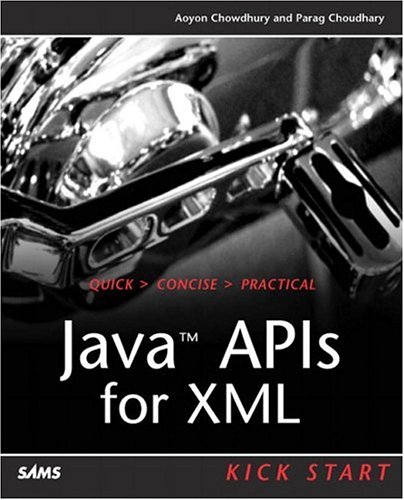 Aoyon Chowdhury and Parag Choudhary
QUICK > CONCISE > PRACTICAL
Java™ APIs
for XML
SAMS
KICK START